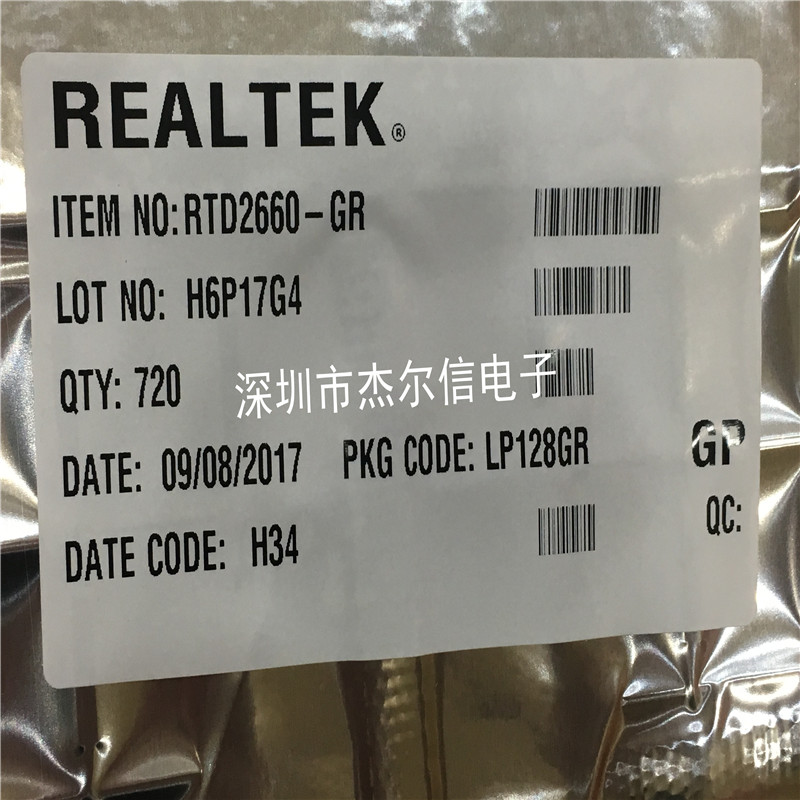 REALTEK®
ITEM NO: RTD2660-GR
LOT NO: H6P17G4
QTY: 720
深圳市杰尔信电子
DATE: 09/08/2017 PKG CODE: LP128GR GP
DATE CODE: H34 QC: